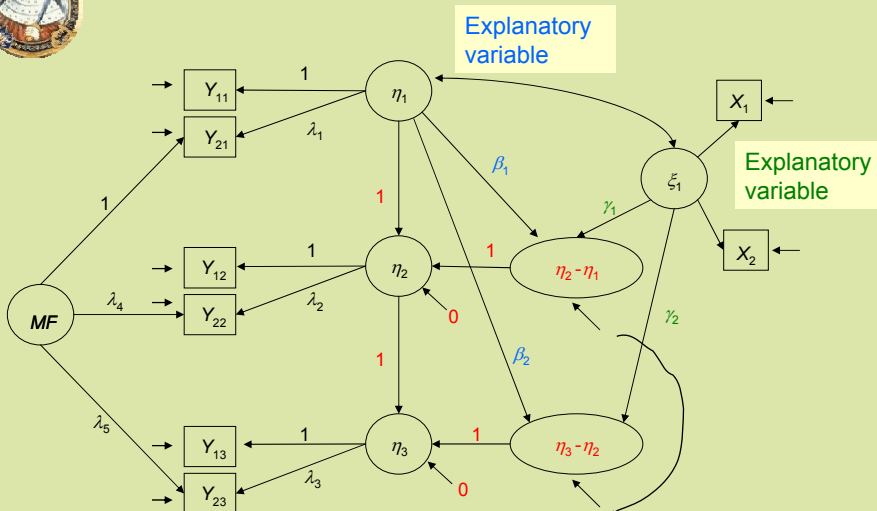 Explanatory
variable
1
Y₁₁
η₁
X₁
Y₂₁
λ₁
Explanatory
variable
β₁
ξ₁
1
1
γ₁
Y₁₂
1
η₂
1
η₂ - η₁
X₂
MF
λ₄
Y₂₂
λ₂
0
γ₂
1
β₂
λ₅
Y₁₃
1
η₃
1
η₃ - η₂
λ₃
Y₂₃
0